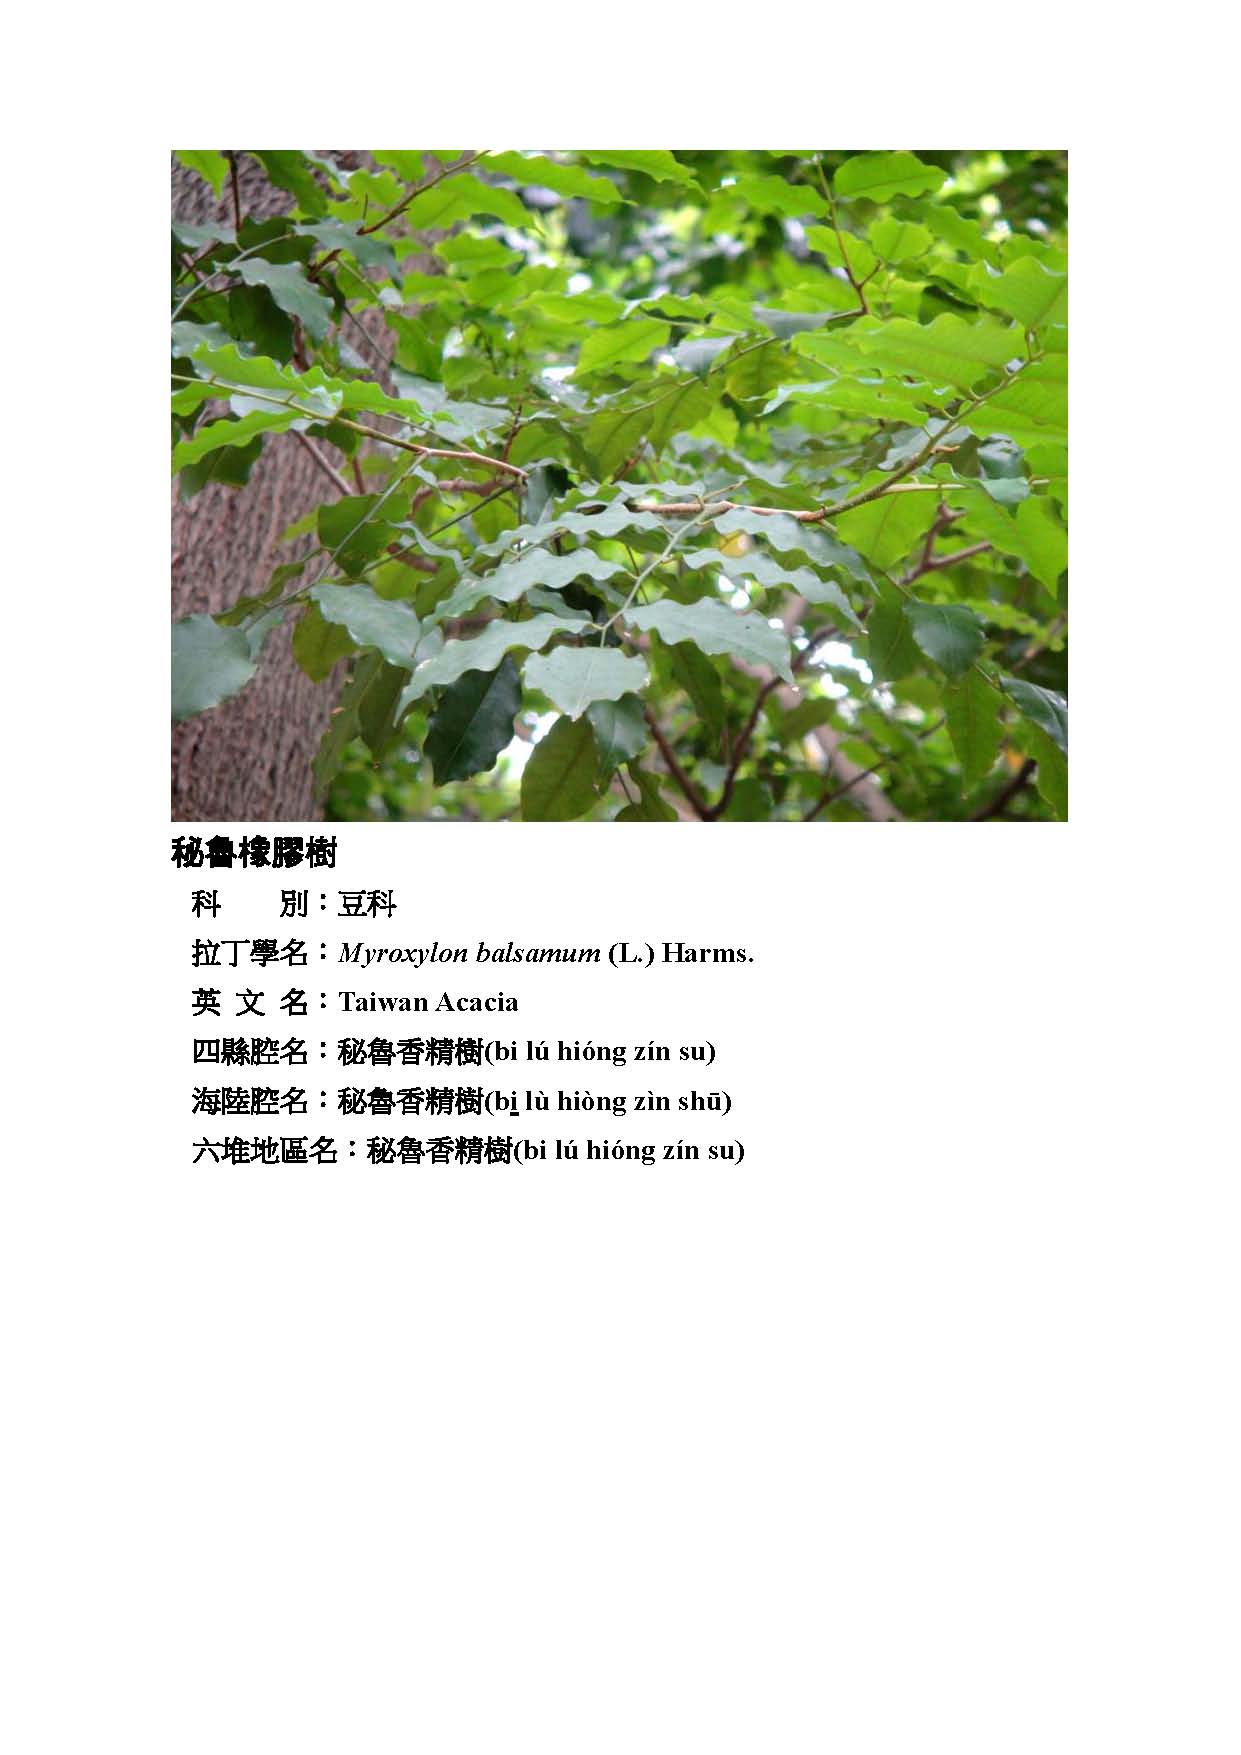 秘魯橡膠樹
科　　別：豆科
拉丁學名：Myroxylon balsamum (L.) Harms.
英 文 名：Taiwan Acacia
四縣腔名：秘魯香精樹(bi lú hióng zín su)
海陸腔名：秘魯香精樹(bi lù hiòng zìn shū)
六堆地區名：秘魯香精樹(bi lú hióng zín su)